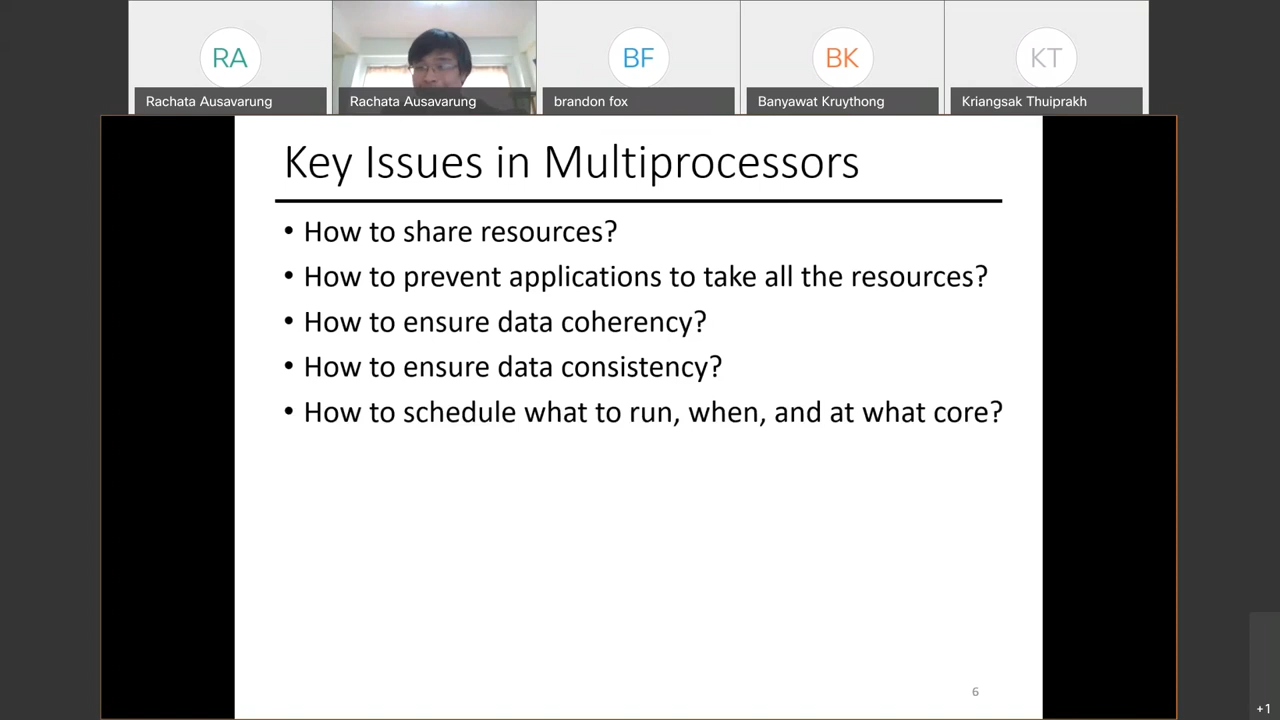 RA
BF
BK
KT
Rachata Ausavarung
Rachata Ausavarung
brandon fox
Banyawat Kruythong
Kriangsak Thuiprakh
Key Issues in Multiprocessors
• How to share resources?
• How to prevent applications to take all the resources?
• How to ensure data coherency?
• How to ensure data consistency?
• How to schedule what to run, when, and at what core?
6
+1